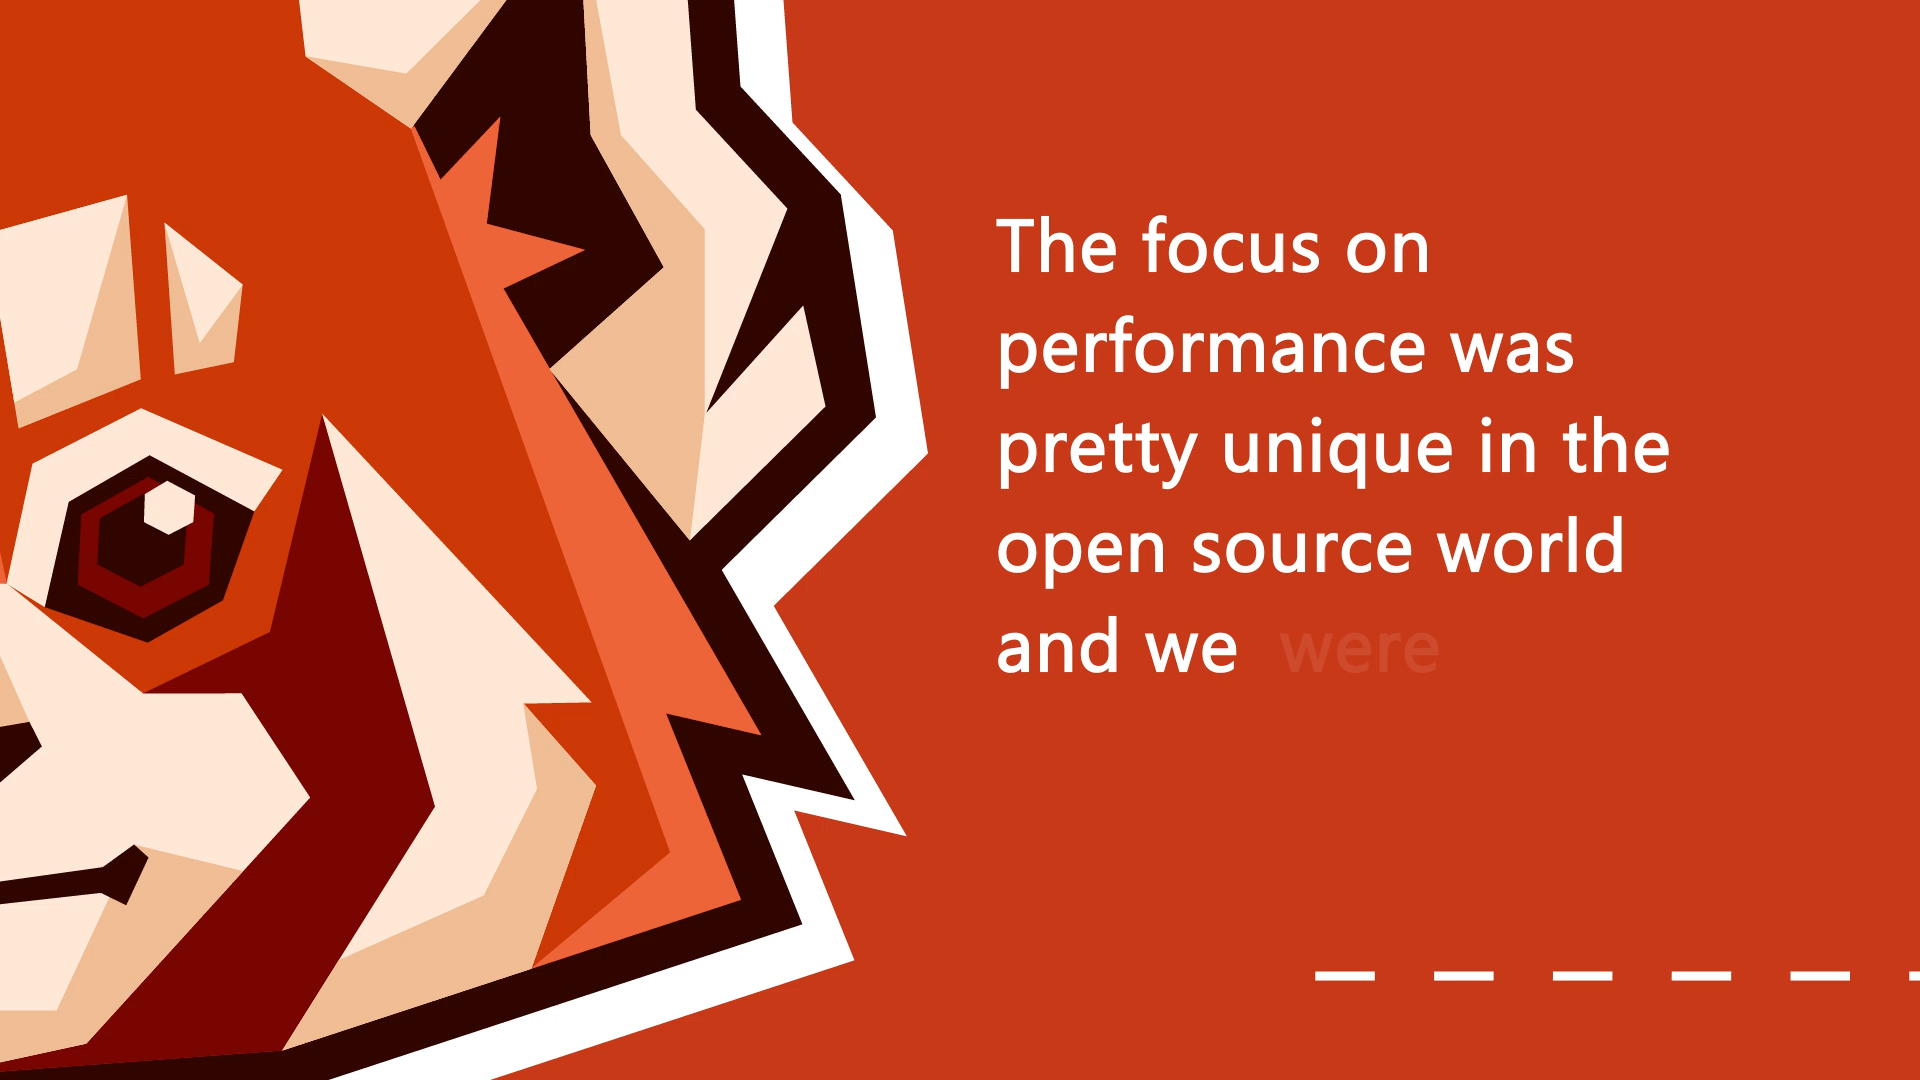 The focus on
performance was
pretty unique in the
open source world
and we were